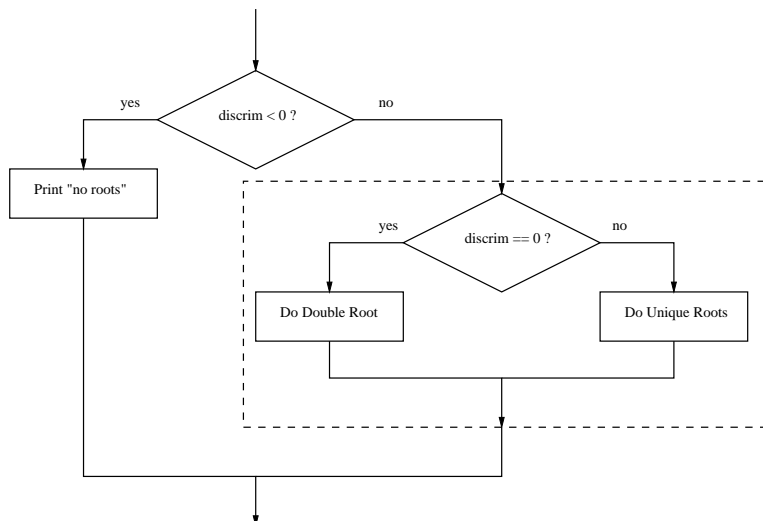 yes
discrim < 0 ?
no
Print "no roots"
yes
discrim == 0 ?
no
Do Double Root
Do Unique Roots